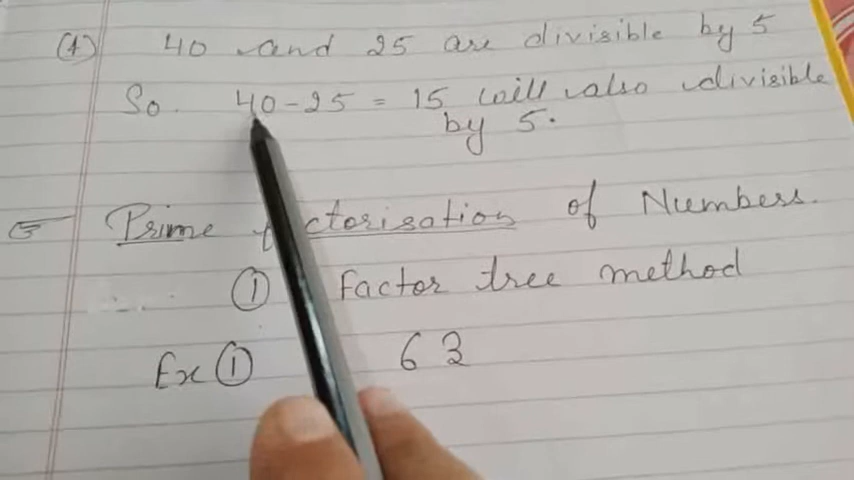 (4) 40 and 25 are divisible by 5
So. 40 - 25 = 15 will also divisible
by 5.
Prime factorisation of Numbers.
① Factor tree method
Ex ① 63